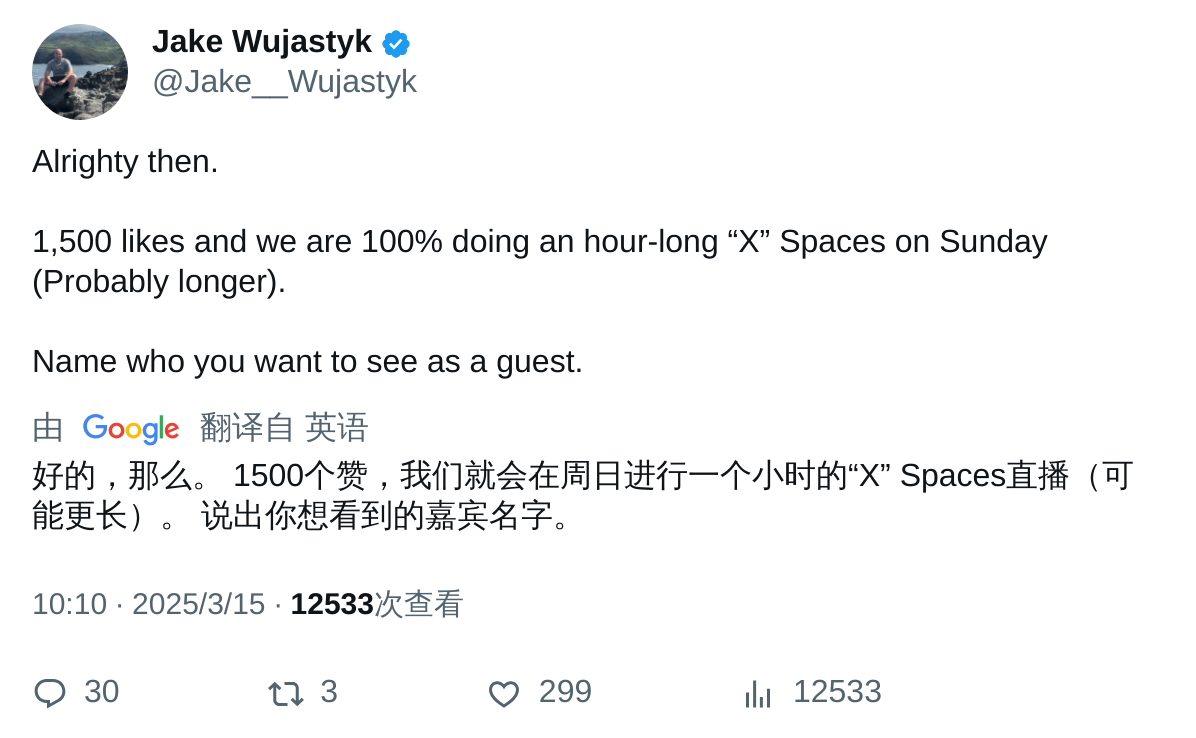 Jake Wujastyk
@Jake__Wujastyk
Alrighty then.
1,500 likes and we are 100% doing an hour-long “X” Spaces on Sunday
(Probably longer).
Name who you want to see as a guest.
由 Google 翻译自 英语
好的，那么。 1500个赞，我们就会在周日进行一个小时的“X” Spaces直播（可
能更长）。 说出你想看到的嘉宾名字。
10:10 · 2025/3/15 · 12533次查看
30 3 299 12533